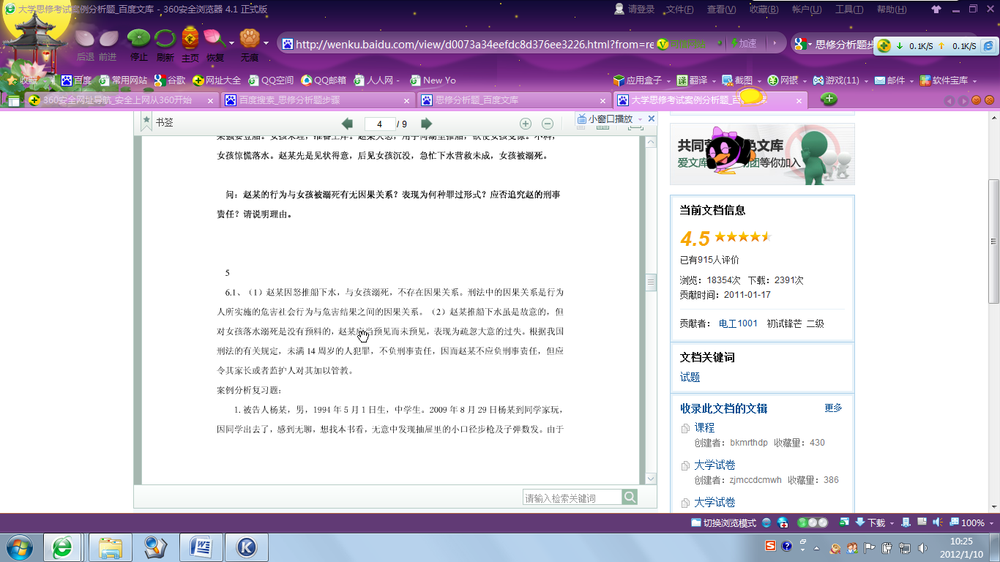 大学思修考试案例分析题_百度文库 - 360安全浏览器 4.1 正式版
请登录 文件(F) 查看(V) 收藏(B) 帐户(U) 工具(T) 帮助(H)
后退 前进 停止 刷新 主页 恢复 无痕
http://wenku.baidu.com/view/d0073a34eefdc8d376ee3226.html?from=re 可信网站 加速 思修分析题步 0.1K/S 0.1K/S
收藏 百度 常用网站 谷歌 网址大全 QQ空间 QQ邮箱 人人网 - New Yo 应用盒子 翻译 截图 网银 游戏(11) 邮件 软件宝库
360安全网址导航_安全上网从360开始 百度搜索_思修分析题步骤 思修分析题_百度文库 大学思修考试案例分析题_百度文库
书签 4 / 9 小窗口播放
女孩惊慌落水。赵某先是见状得意，后见女孩沉没，急忙下水营救未成，女孩被溺死。
问：赵某的行为与女孩被溺死有无因果关系？表现为何种罪过形式？应否追究赵的刑事
责任？请说明理由。
5
6.1、（1）赵某因怒推船下水，与女孩溺死，不存在因果关系。刑法中的因果关系是行为
人所实施的危害社会行为与危害结果之间的因果关系。（2）赵某推船下水虽是故意的，但
对女孩落水溺死是没有预料的，赵某应当预见而未预见，表现为疏忽大意的过失。根据我国
刑法的有关规定，未满 14 周岁的人犯罪，不负刑事责任，因而赵某不应负刑事责任，但应
令其家长或者监护人对其加以管教。
案例分析复习题：
1. 被告人杨某，男，1994 年 5 月 1 日生，中学生。2009 年 8 月 29 日杨某到同学家玩，
因同学出去了，感到无聊，想找本书看，无意中发现抽屉里的小口径步枪及子弹数发。由于
请输入检索关键词
共同 文库
爱文库 团等你加入
当前文档信息
4.5
已有915人评价
浏览：18354次 下载：2391次
贡献时间：2011-01-17
贡献者： 电工1001 初试锋芒 二级
文档关键词
试题
收录此文档的文辑 更多
课程
创建者：bkmrthdp 收藏量：430
大学试卷
创建者：zjmccdcmwh 收藏量：386
大学试卷
切换浏览模式 下载 100%
10:25
2012/1/10